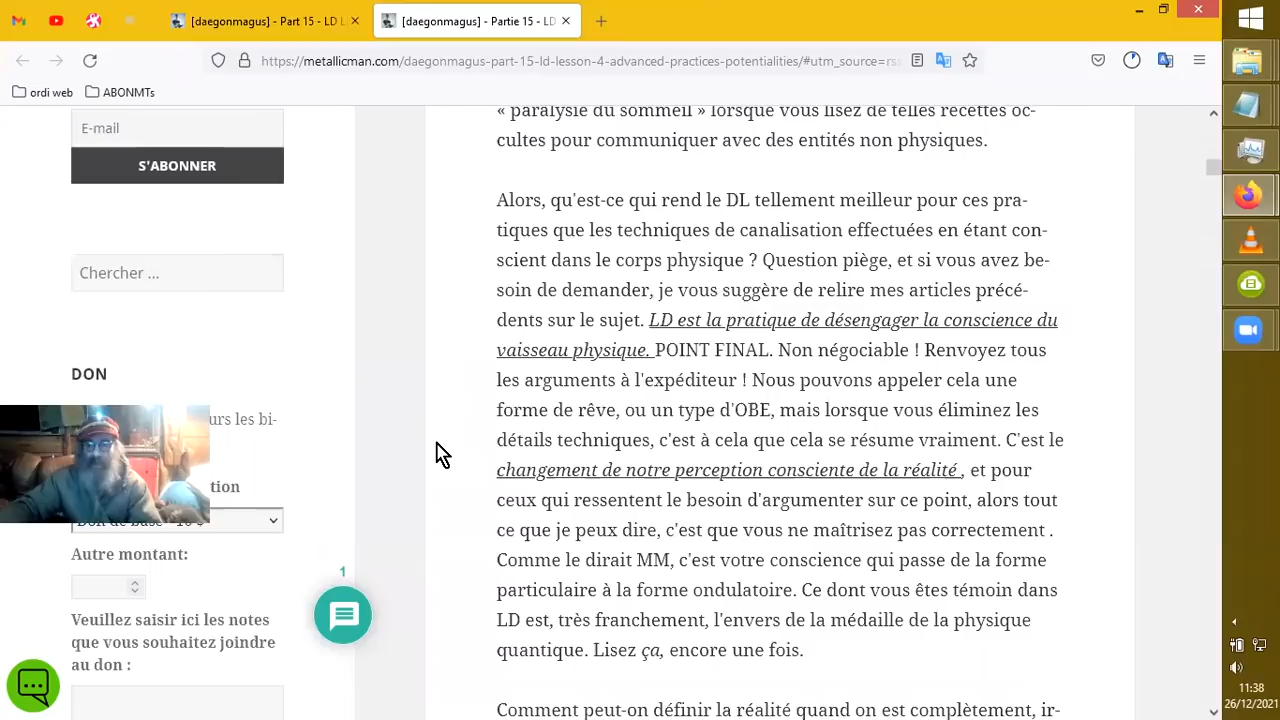 [daegonmagus] - Part 15 - LD L
[daegonmagus] - Partie 15 - LD
https://metallicman.com/daegonmagus-part-15-ld-lesson-4-advanced-practices-potentialities/#utm_source=rss
ordi web
ABONMTs
E-mail
S'ABONNER
Chercher ...
DON
urs les bi-
tion
Don de base - 10 $
Autre montant:
Veuillez saisir ici les notes
que vous souhaitez joindre
au don :
1
« paralysie du sommeil » lorsque vous lisez de telles recettes oc-
cultes pour communiquer avec des entités non physiques.
Alors, qu'est-ce qui rend le DL tellement meilleur pour ces pra-
tiques que les techniques de canalisation effectuées en étant con-
scient dans le corps physique ? Question piège, et si vous avez be-
soin de demander, je vous suggère de relire mes articles précé-
dents sur le sujet. LD est la pratique de désengager la conscience du
vaisseau physique. POINT FINAL. Non négociable ! Renvoyez tous
les arguments à l'expéditeur ! Nous pouvons appeler cela une
forme de rêve, ou un type d'OBE, mais lorsque vous éliminez les
détails techniques, c'est à cela que cela se résume vraiment. C'est le
changement de notre perception consciente de la réalité , et pour
ceux qui ressentent le besoin d'argumenter sur ce point, alors tout
ce que je peux dire, c'est que vous ne maîtrisez pas correctement .
Comme le dirait MM, c'est votre conscience qui passe de la forme
particulaire à la forme ondulatoire. Ce dont vous êtes témoin dans
LD est, très franchement, l'envers de la médaille de la physique
quantique. Lisez ça, encore une fois.
Comment peut-on définir la réalité quand on est complètement, ir-
11:38
26/12/2021